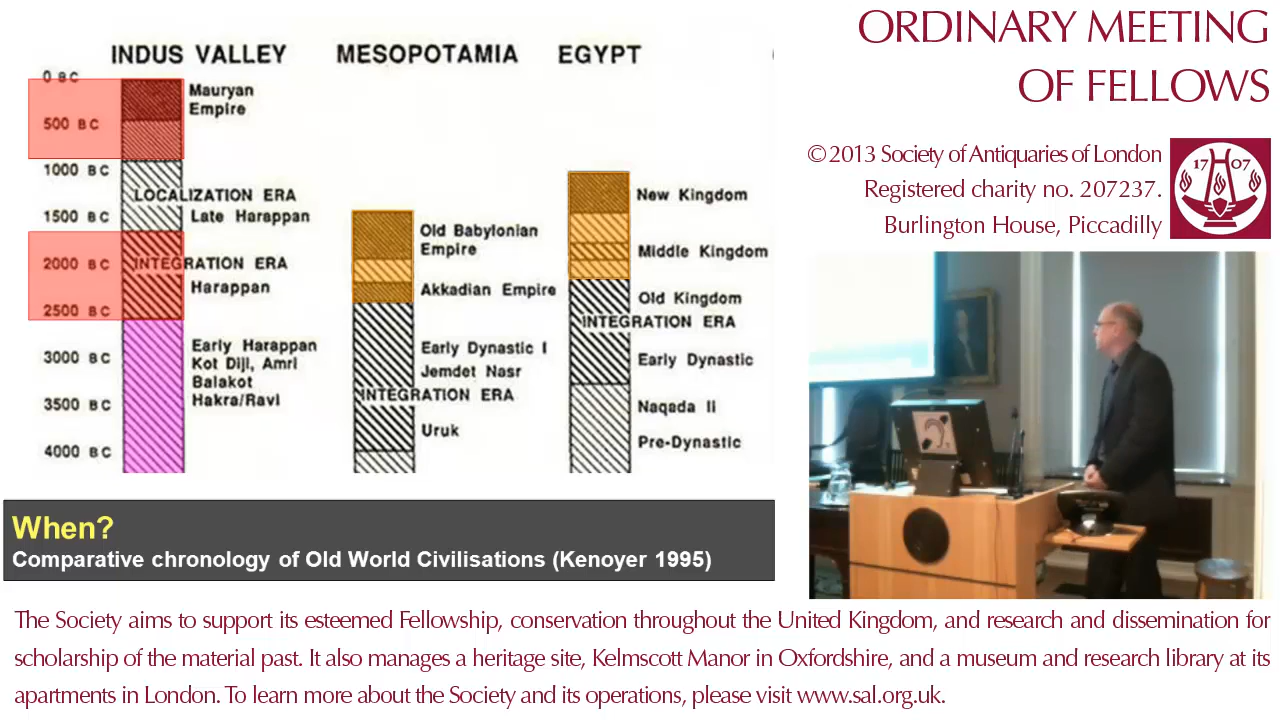 ORDINARY MEETING
OF FELLOWS
© 2013 Society of Antiquaries of London
Registered charity no. 207237.
Burlington House, Piccadilly
17 07
INDUS VALLEY
MESOPOTAMIA
EGYPT
0 BC
500 BC
1000 BC
1500 BC
2000 BC
2500 BC
3000 BC
3500 BC
4000 BC
Mauryan
Empire
LOCALIZATION ERA
Late Harappan
INTEGRATION ERA
Harappan
Early Harappan
Kot Diji, Amri
Balakot
Hakra/Ravi
Old Babylonian
Empire
Akkadian Empire
Early Dynastic I
Jemdet Nasr
INTEGRATION ERA
Uruk
New Kingdom
Middle Kingdom
Old Kingdom
INTEGRATION ERA
Early Dynastic
Naqada II
Pre-Dynastic
When?
Comparative chronology of Old World Civilisations (Kenoyer 1995)
The Society aims to support its esteemed Fellowship, conservation throughout the United Kingdom, and research and dissemination for
scholarship of the material past. It also manages a heritage site, Kelmscott Manor in Oxfordshire, and a museum and research library at its
apartments in London. To learn more about the Society and its operations, please visit www.sal.org.uk.